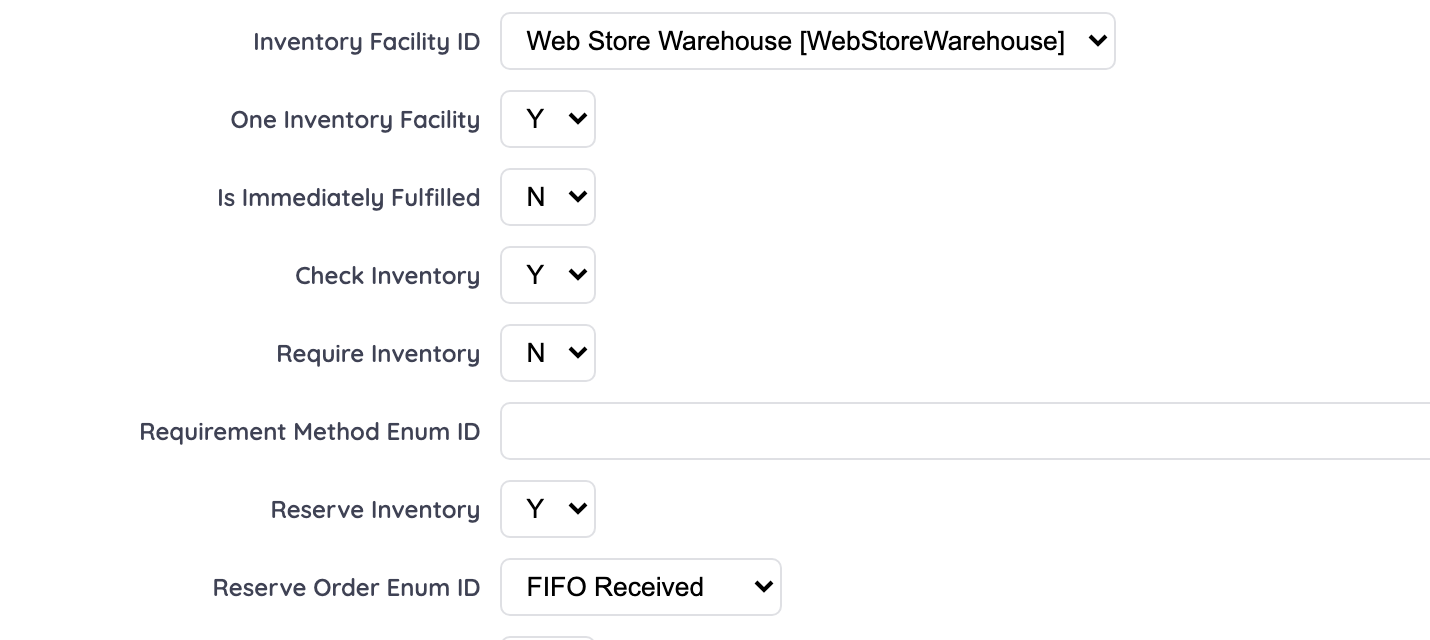 Inventory Facility ID Web Store Warehouse [WebStoreWarehouse]
One Inventory Facility Y
Is Immediately Fulfilled N
Check Inventory Y
Require Inventory N
Requirement Method Enum ID
Reserve Inventory Y
Reserve Order Enum ID FIFO Received